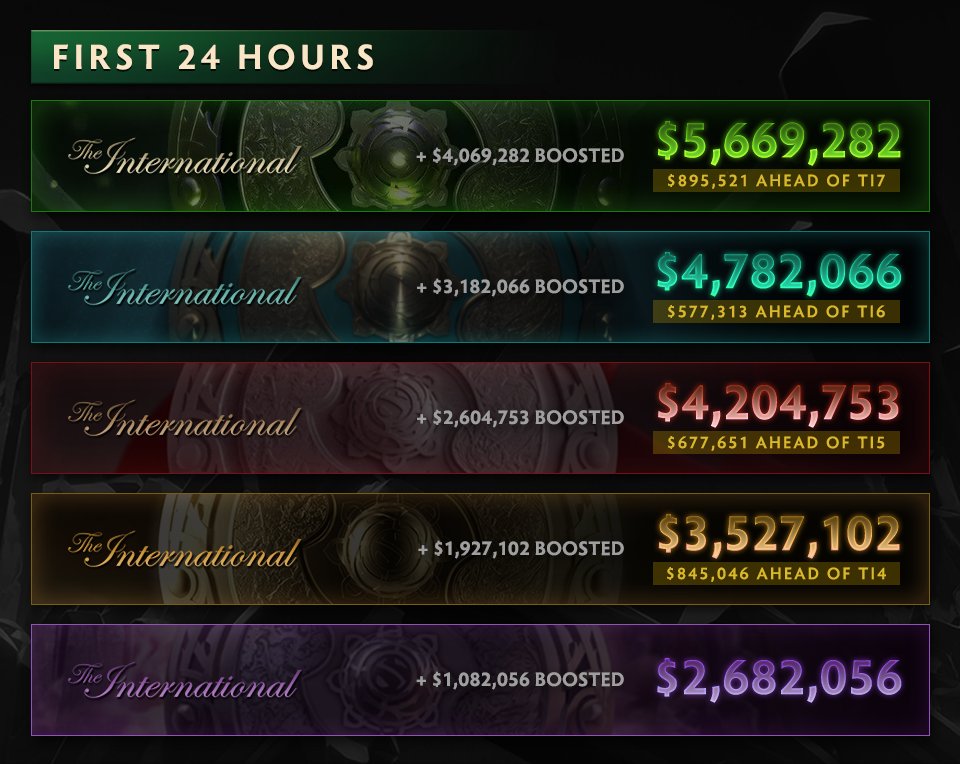 FIRST 24 HOURS
The International
+ $4,069,282 BOOSTED
$5,669,282
$895,521 AHEAD OF TI7
The International
+ $3,182,066 BOOSTED
$4,782,066
$577,313 AHEAD OF TI6
The International
+ $2,604,753 BOOSTED
$4,204,753
$677,651 AHEAD OF TI5
The International
+ $1,927,102 BOOSTED
$3,527,102
$845,046 AHEAD OF TI4
The International
+ $1,082,056 BOOSTED
$2,682,056